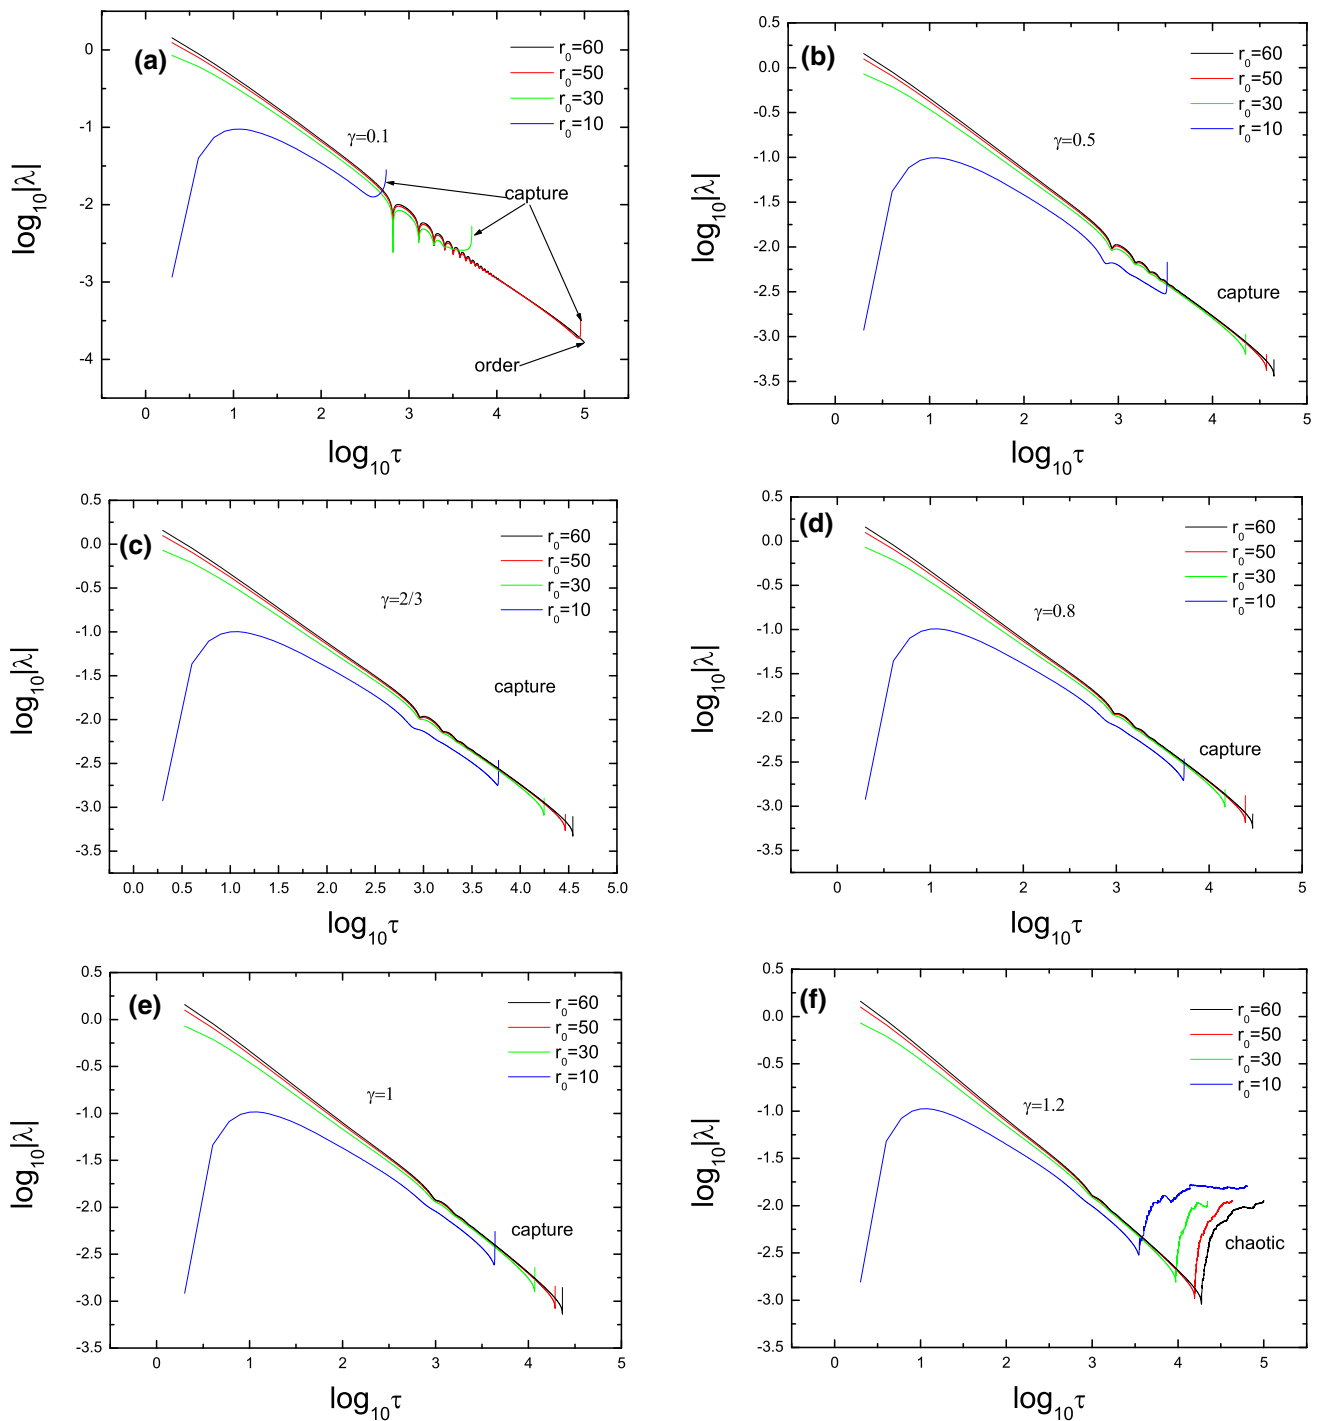 (a)
r0=60
r0=50
r0=30
r0=10
γ=0.1
capture
order
0
-1
-2
-3
-4
0 1 2 3 4 5
log10|λ|
log10τ
(b)
r0=60
r0=50
r0=30
r0=10
γ=0.5
capture
0.5
0.0
-0.5
-1.0
-1.5
-2.0
-2.5
-3.0
-3.5
0 1 2 3 4 5
log10|λ|
log10τ
(c)
r0=60
r0=50
r0=30
r0=10
γ=2/3
capture
0.5
0.0
-0.5
-1.0
-1.5
-2.0
-2.5
-3.0
-3.5
0.0 0.5 1.0 1.5 2.0 2.5 3.0 3.5 4.0 4.5 5.0
log10|λ|
log10τ
(d)
r0=60
r0=50
r0=30
r0=10
γ=0.8
capture
0.5
0.0
-0.5
-1.0
-1.5
-2.0
-2.5
-3.0
-3.5
0 1 2 3 4 5
log10|λ|
log10τ
(e)
r0=60
r0=50
r0=30
r0=10
γ=1
capture
0.5
0.0
-0.5
-1.0
-1.5
-2.0
-2.5
-3.0
-3.5
0 1 2 3 4 5
log10|λ|
log10τ
(f)
r0=60
r0=50
r0=30
r0=10
γ=1.2
chaotic
0.5
0.0
-0.5
-1.0
-1.5
-2.0
-2.5
-3.0
-3.5
0 1 2 3 4 5
log10|λ|
log10τ